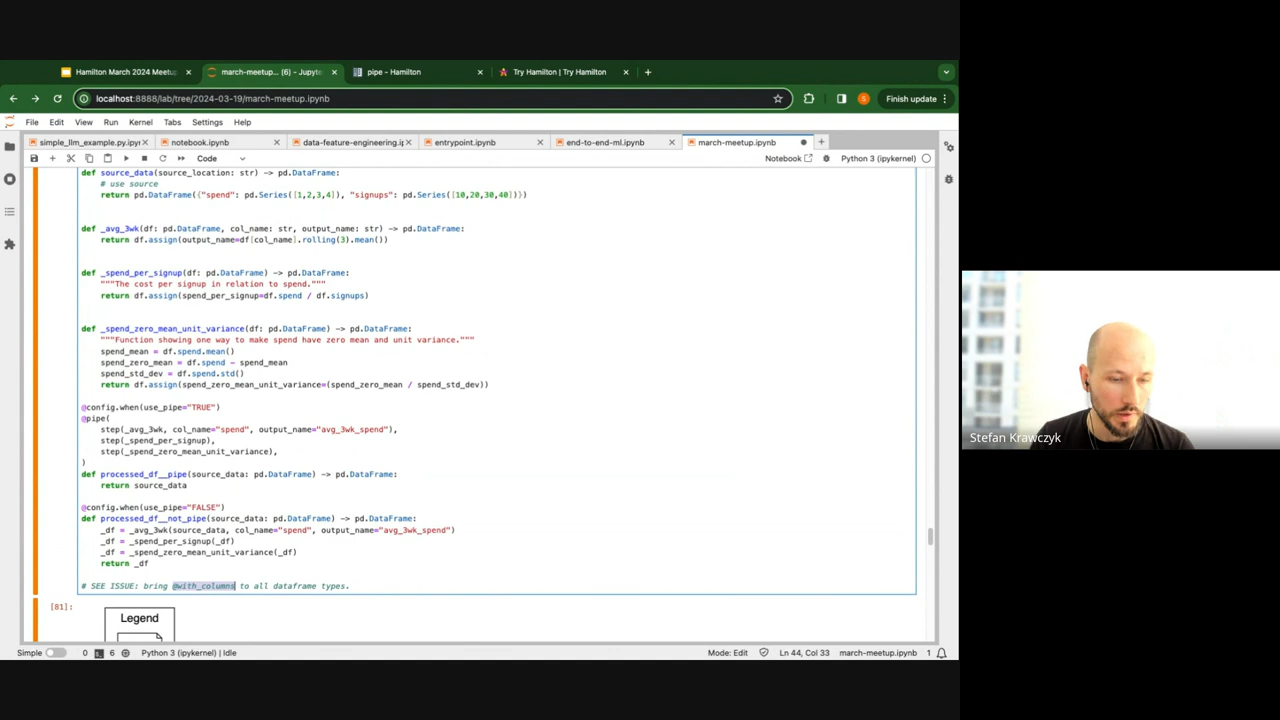 Hamilton March 2024 Meetup
march-meetup... (6) - Jupyte
pipe - Hamilton
Try Hamilton | Try Hamilton
localhost:8888/lab/tree/2024-03-19/march-meetup.ipynb
S
Finish update
File Edit View Run Kernel Tabs Settings Help
simple_llm_example.py.ipyn
notebook.ipynb
data-feature-engineering.i
entrypoint.ipynb
end-to-end-ml.ipynb
march-meetup.ipynb
Code
Notebook
Python 3 (ipykernel)
def source_data(source_location: str) -> pd.DataFrame:
# use source
return pd.DataFrame({"spend": pd.Series([1,2,3,4]), "signups": pd.Series([10,20,30,40])})
def _avg_3wk(df: pd.DataFrame, col_name: str, output_name: str) -> pd.DataFrame:
return df.assign(output_name=df[col_name].rolling(3).mean())
def _spend_per_signup(df: pd.DataFrame) -> pd.DataFrame:
"""The cost per signup in relation to spend."""
return df.assign(spend_per_signup=df.spend / df.signups)
def _spend_zero_mean_unit_variance(df: pd.DataFrame) -> pd.DataFrame:
"""Function showing one way to make spend have zero mean and unit variance."""
spend_mean = df.spend.mean()
spend_zero_mean = df.spend - spend_mean
spend_std_dev = df.spend.std()
return df.assign(spend_zero_mean_unit_variance=(spend_zero_mean / spend_std_dev))
@config.when(use_pipe="TRUE")
@pipe(
step(_avg_3wk, col_name="spend", output_name="avg_3wk_spend"),
step(_spend_per_signup),
step(_spend_zero_mean_unit_variance),
)
def processed_df__pipe(source_data: pd.DataFrame) -> pd.DataFrame:
return source_data
@config.when(use_pipe="FALSE")
def processed_df__not_pipe(source_data: pd.DataFrame) -> pd.DataFrame:
_df = _avg_3wk(source_data, col_name="spend", output_name="avg_3wk_spend")
_df = _spend_per_signup(_df)
_df = _spend_zero_mean_unit_variance(_df)
return _df
# SEE ISSUE: bring @with_columns to all dataframe types.
[81]:
Legend
Simple
0
6
Python 3 (ipykernel) | Idle
Mode: Edit
Ln 44, Col 33
march-meetup.ipynb
1
Stefan Krawczyk